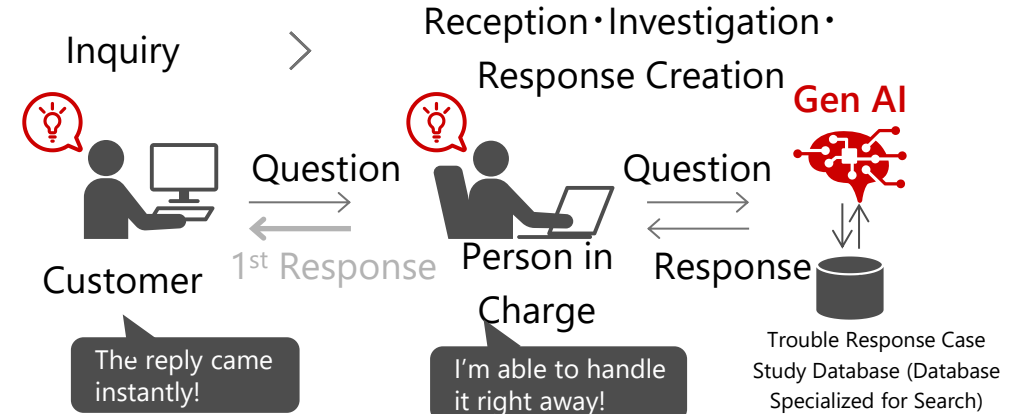 Inquiry
Reception・Investigation・
Response Creation
Gen AI
Question
Question
1st Response
Person in
Charge
Response
Customer
The reply came
instantly!
I'm able to handle
it right away!
Trouble Response Case
Study Database (Database
Specialized for Search)